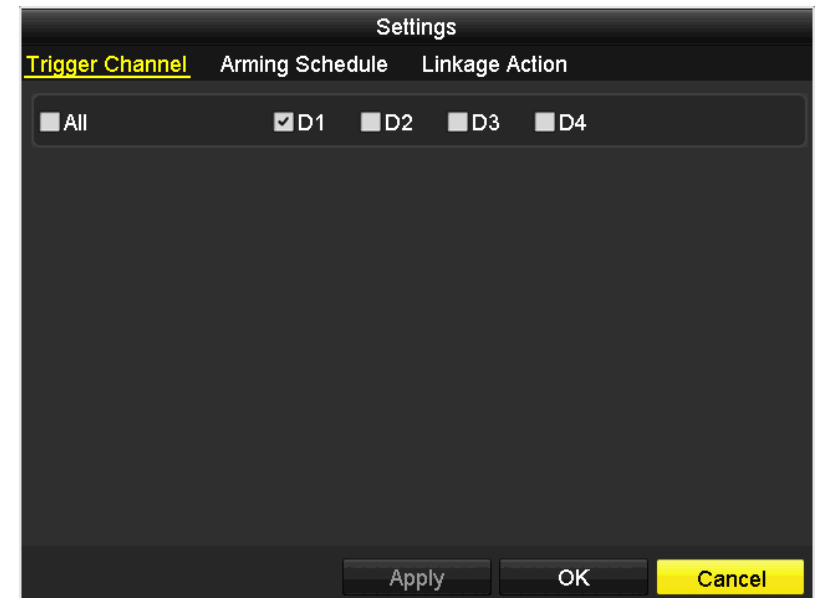 Settings
Trigger Channel Arming Schedule Linkage Action
All D1 D2 D3 D4
Apply OK Cancel